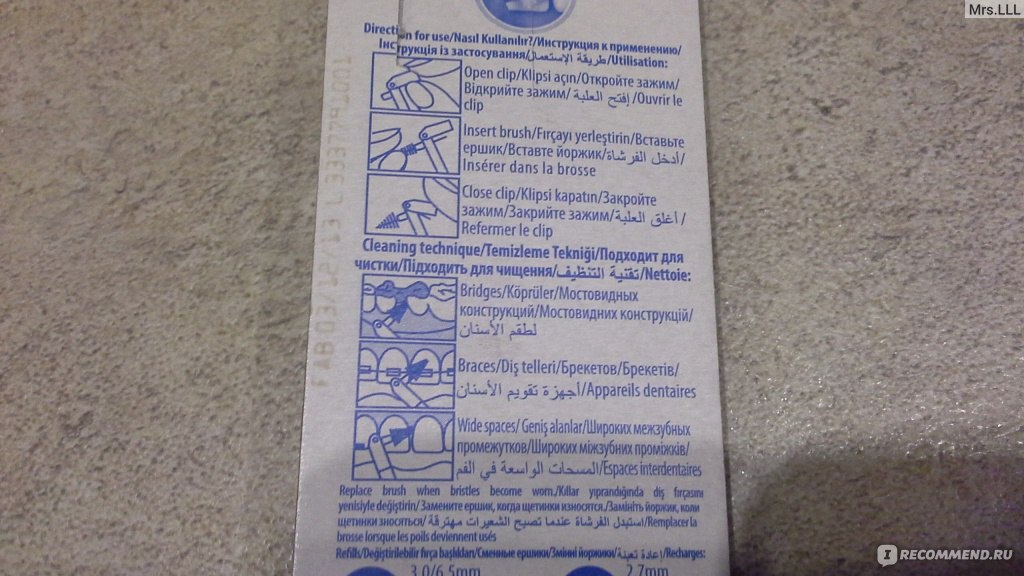 Mrs.LLL
Direction for use/Nasıl Kullanılır?/Инструкция к применению/
Інструкція із застосування/طريقة الإستعمال/Utilisation:
Open clip/Klipsi açın/Откройте зажим/
Відкрийте зажим/إفتح العلبة/Ouvrir le
clip
Insert brush/Fırçayı yerleştirin/Вставьте
ершик/Вставте йоржик/أدخل الفرشاة/
Insérer dans la brosse
Close clip/Klipsi kapatın/Закройте
зажим/Закрийте зажим/أغلق العلبة/
Refermer le clip
Cleaning technique/Temizleme Tekniği/Подходит для
чистки/Підходить для чищення/تقنية التنظيف/Nettoie:
Bridges/Köprüler/Мостовидных
конструкций/Мостовидних конструкцій/
لطقم الأسنان
Braces/Diş telleri/Брекетов/Брекетів/
أجهزة تقويم الأسنان/Appareils dentaires
Wide spaces/ Geniş alanlar/Широких межзубных
промежутков/Широких міжзубних проміжків/
المسحات الواسعة في الفم/Espaces interdentaires
Replace brush when bristles become worn./Kıllar yıprandığında diş fırçasını
yenisiyle değiştirin/ Замените ершик, когда щетинки износятся./Замініть йоржик, коли
щетинки зносяться/استبدل الفرشاة عندما تصبح الشعيرات مهترقة/Remplacer la
brosse lorsque les poils deviennent usés
Refills/Değiştirilebilir fırça başlıkları/Сменные ершики/Змінні йоржики/إعادة تعبئة/Recharges:
3.0/6.5mm 2.7mm
IRECOMMEND.RU